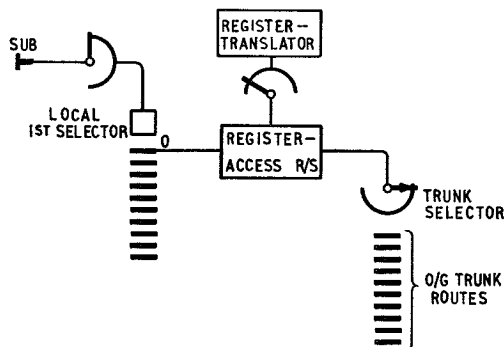 REGISTER-
TRANSLATOR
SUB
LOCAL
1ST SELECTOR
0
REGISTER-
ACCESS R/S
TRUNK
SELECTOR
O/G TRUNK
ROUTES